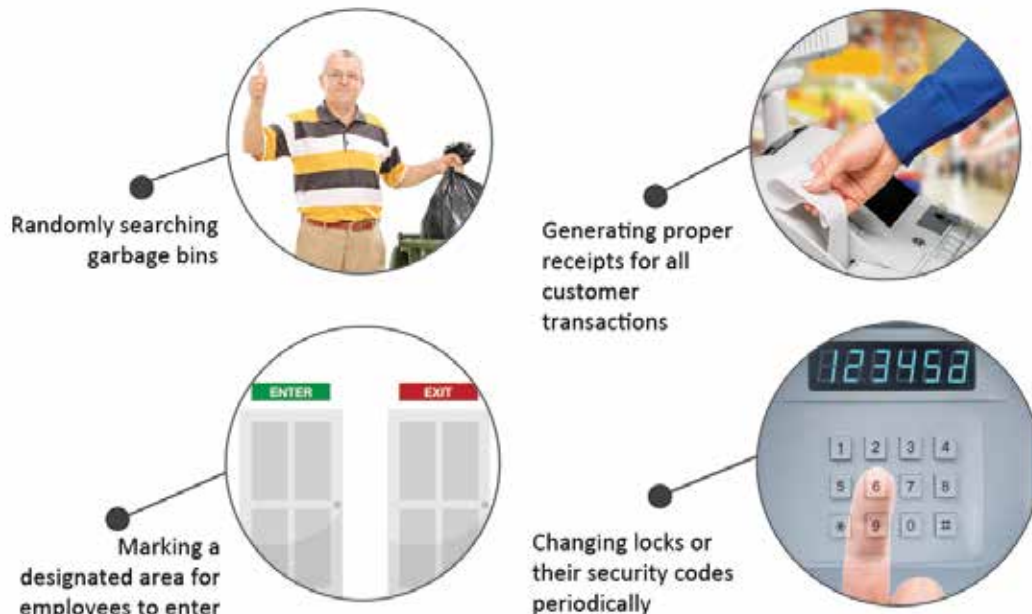 Randomly searching
garbage bins
Generating proper
receipts for all
customer
transactions
ENTER
EXIT
Marking a
designated area for
employees to enter
123458
1 2 3 4
5 6 7 8
* 9 0 #
Changing locks or
their security codes
periodically